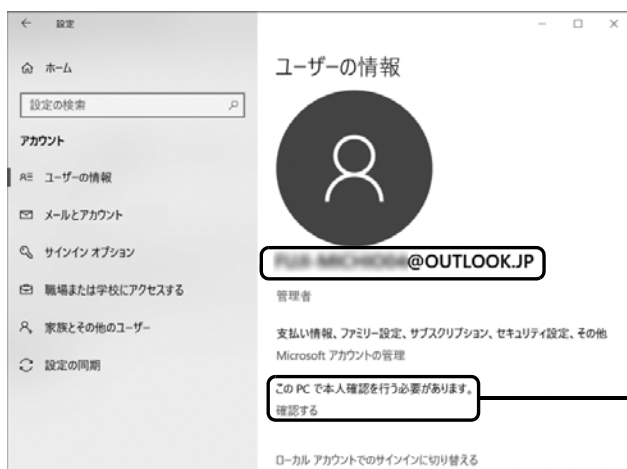 設定
ホーム
設定の検索
アカウント
ユーザーの情報
メールとアカウント
サインイン オプション
職場または学校にアクセスする
家族とその他のユーザー
設定の同期
ユーザーの情報
@OUTLOOK.JP
管理者
支払い情報、ファミリー設定、サブスクリプション、セキュリティ設定、その他
Microsoft アカウントの管理
この PC で本人確認を行う必要があります。
確認する
ローカル アカウントでのサインインに切り替える